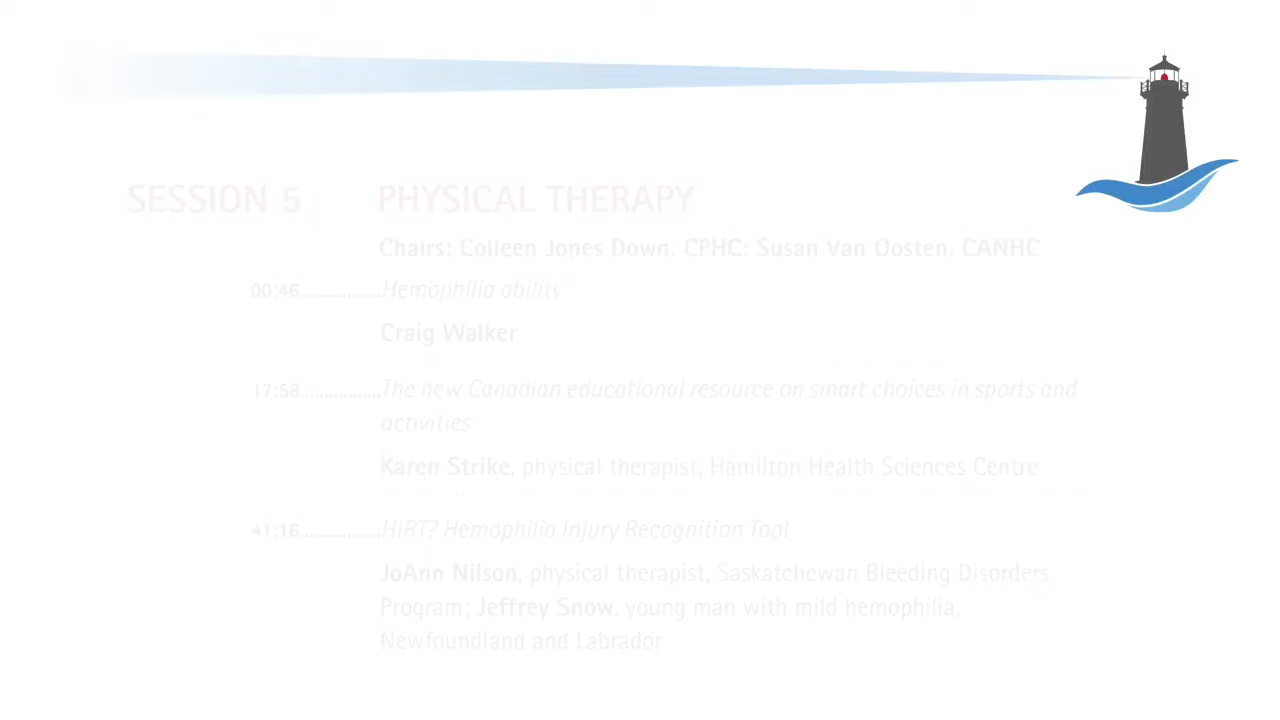 SESSION 5 PHYSICAL THERAPY
Chairs: Colleen Jones Down, CPHC; Susan Van Oosten, CANHC
00:46................Hemophilia ability
Craig Walker
17:58................The new Canadian educational resource on smart choices in sports and
activities
Karen Strike, physical therapist, Hamilton Health Sciences Centre
41:16................HIRT? Hemophilia Injury Recognition Tool
JoAnn Nilson, physical therapist, Saskatchewan Bleeding Disorders
Program; Jeffrey Snow, young man with mild hemophilia,
Newfoundland and Labrador